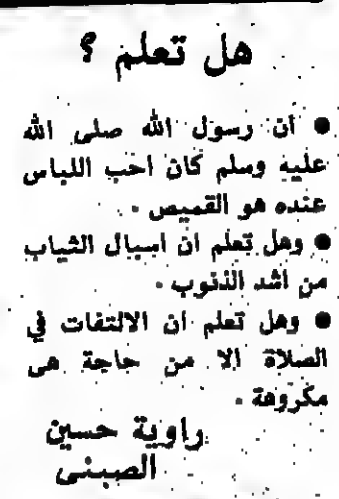 هل تعلم ؟
● أن رسول الله صلى الله
عليه وسلم كان احب اللباس
عنده هو القميص .
● وهل تعلم ان اسبال الثياب
من أشد الذنوب .
● وهل تعلم ان الالتفات في
الصلاة الا من حاجة هى
مكروهة .
راوية حسين
الصبنى